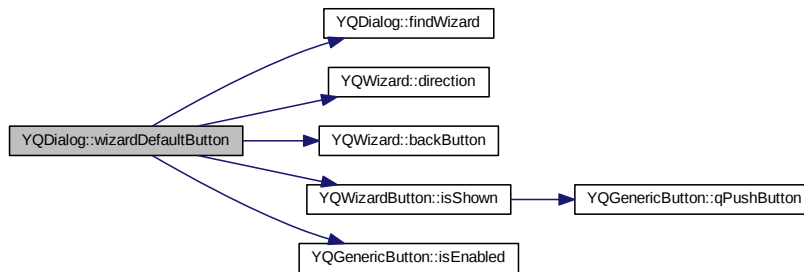 YQDialog::findWizard
YQWizard::direction
YQDialog::wizardDefaultButton
YQWizard::backButton
YQWizardButton::isShown
YQGenericButton::qPushButton
YQGenericButton::isEnabled